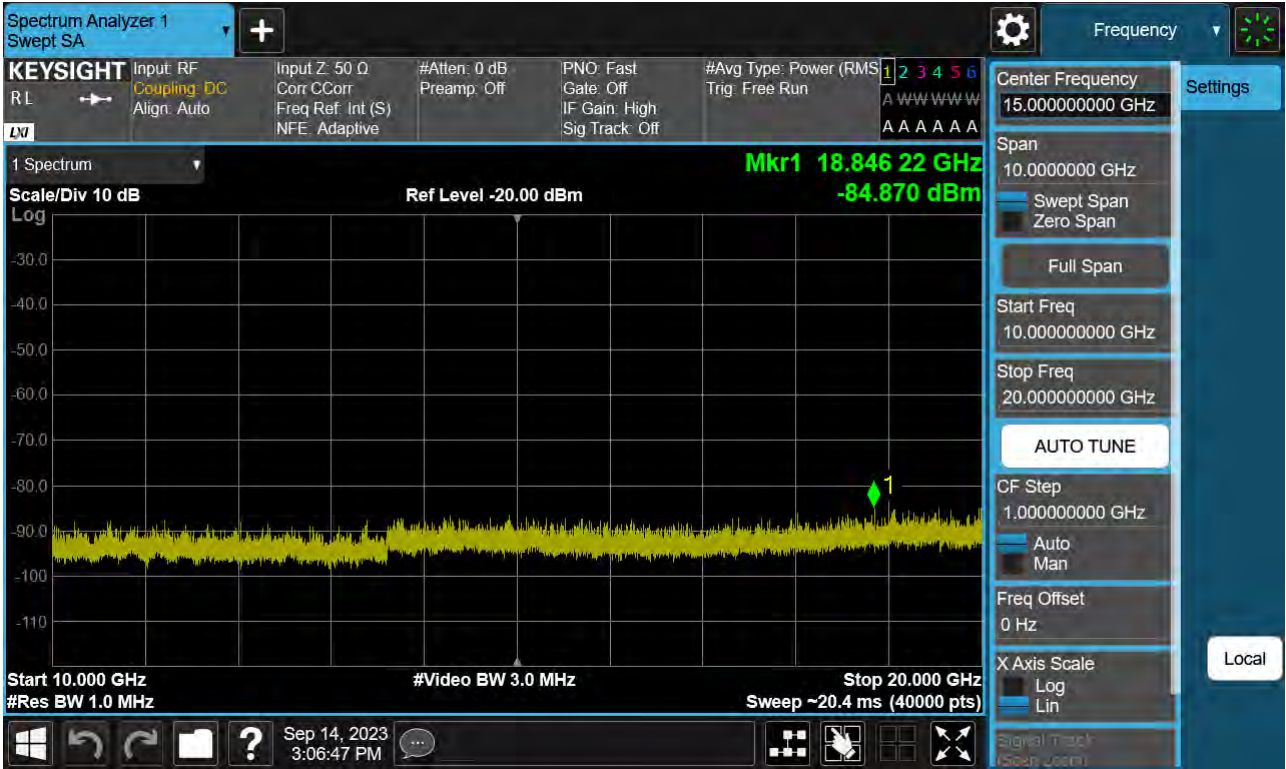 Spectrum Analyzer 1
Swept SA
+
Frequency
KEYSIGHT
RL
LXI
Input: RF
Coupling: DC
Align: Auto
Input Z: 50 Ω
Corr CCorr
Freq Ref: Int (S)
NFE: Adaptive
#Atten: 0 dB
Preamp: Off
PNO: Fast
Gate: Off
IF Gain: High
Sig Track: Off
#Avg Type: Power (RMS
Trig: Free Run
1 2 3 4 5 6
A W W W W W
A A A A A A
1 Spectrum
Scale/Div 10 dB
Ref Level -20.00 dBm
Mkr1 18.846 22 GHz
-84.870 dBm
Log
-30.0
-40.0
-50.0
-60.0
-70.0
-80.0
-90.0
-100
-110
1
Start 10.000 GHz
#Res BW 1.0 MHz
#Video BW 3.0 MHz
Stop 20.000 GHz
Sweep ~20.4 ms (40000 pts)
Center Frequency
15.000000000 GHz
Settings
Span
10.0000000 GHz
Swept Span
Zero Span
Full Span
Start Freq
10.000000000 GHz
Stop Freq
20.000000000 GHz
AUTO TUNE
CF Step
1.000000000 GHz
Auto
Man
Freq Offset
0 Hz
X Axis Scale
Log
Lin
Local
Signal Track
(Span Zoom)
?
Sep 14, 2023
3:06:47 PM